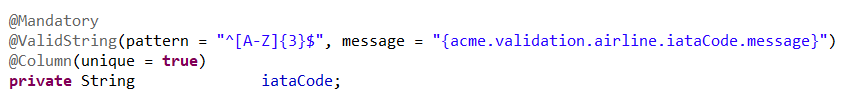 @Mandatory
@ValidString(pattern = "^[A-Z]{3}$", message = "{acme.validation.airline.iataCode.message}")
@Column(unique = true)
private String iataCode;